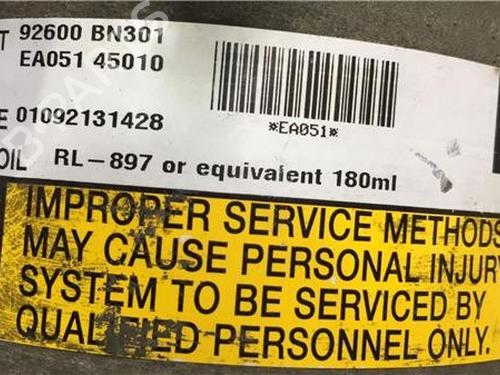 T 92600 BN301
EA051 45010
*EA051*
E 01092131428
OIL RL-897 or equivalent 180ml
IMPROPER SERVICE METHODS
MAY CAUSE PERSONAL INJURY
SYSTEM TO BE SERVICED BY
QUALIFIED PERSONNEL ONLY.